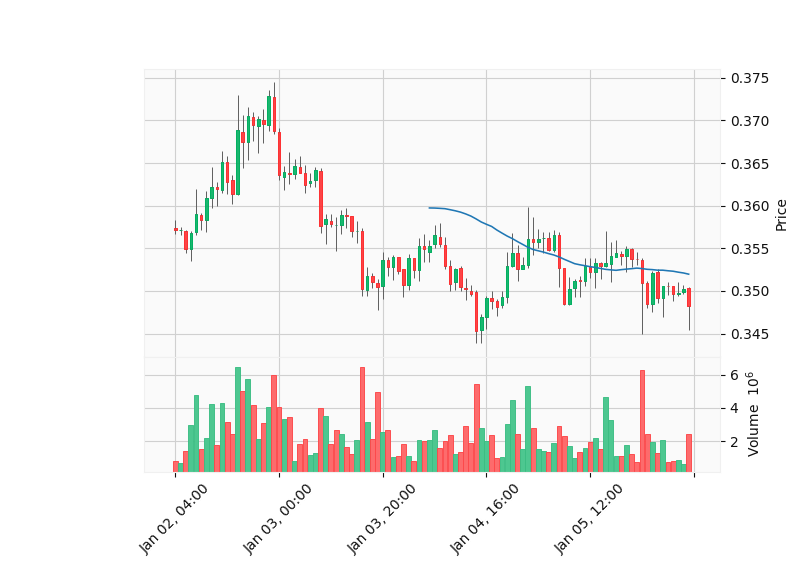 0.375
0.370
0.365
0.360
0.355
0.350
0.345
Price
6
4
2
Volume 10⁶
Jan 02, 04:00
Jan 03, 00:00
Jan 03, 20:00
Jan 04, 16:00
Jan 05, 12:00